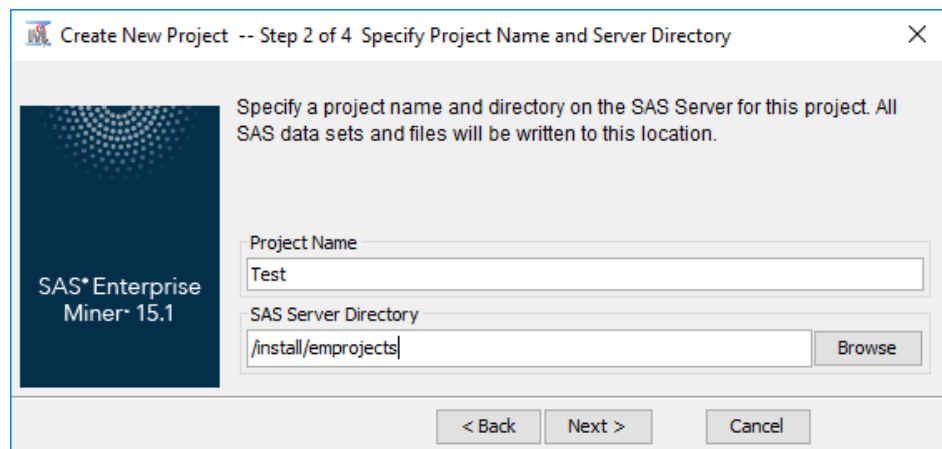 Create New Project -- Step 2 of 4 Specify Project Name and Server Directory
Specify a project name and directory on the SAS Server for this project. All
SAS data sets and files will be written to this location.
SAS® Enterprise
Miner™ 15.1
Project Name
Test
SAS Server Directory
/install/emprojects
Browse
< Back
Next >
Cancel